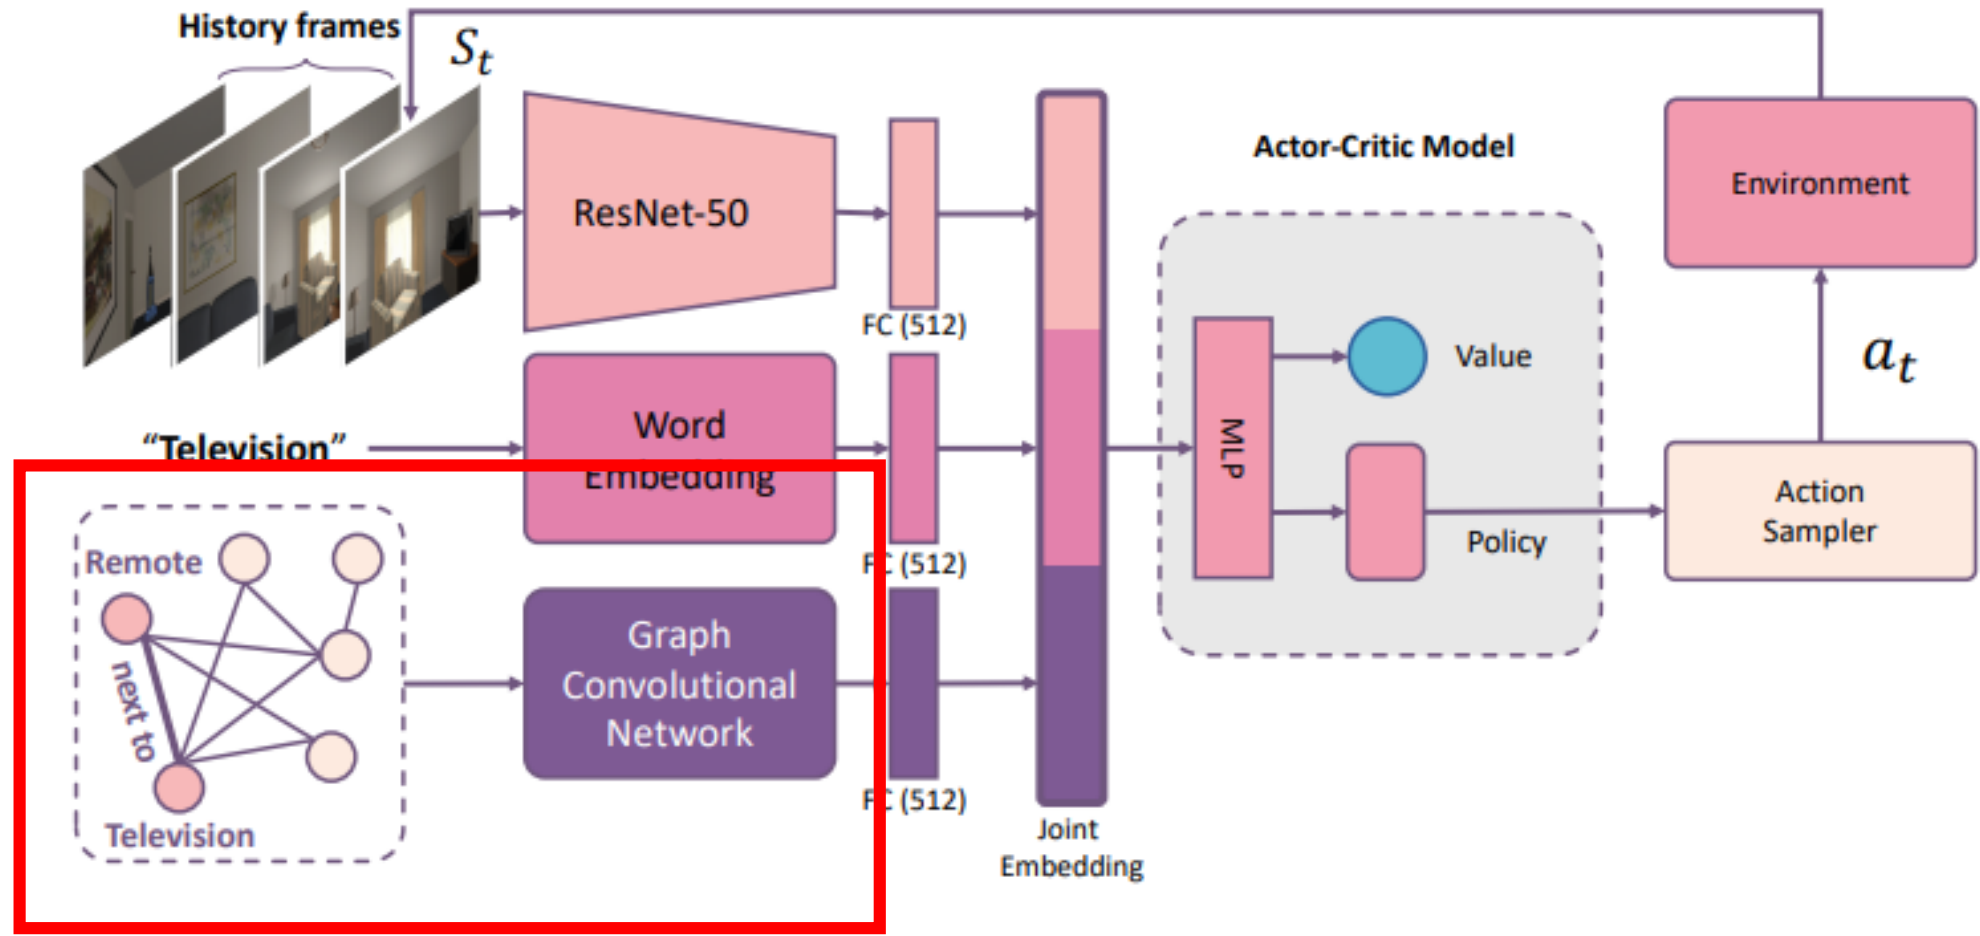 History frames
S_t
ResNet-50
FC (512)
"Television"
Word
Embedding
FC (512)
Remote
next to
Television
Graph
Convolutional
Network
FC (512)
Joint
Embedding
Actor-Critic Model
MLP
Value
Policy
Environment
a_t
Action
Sampler